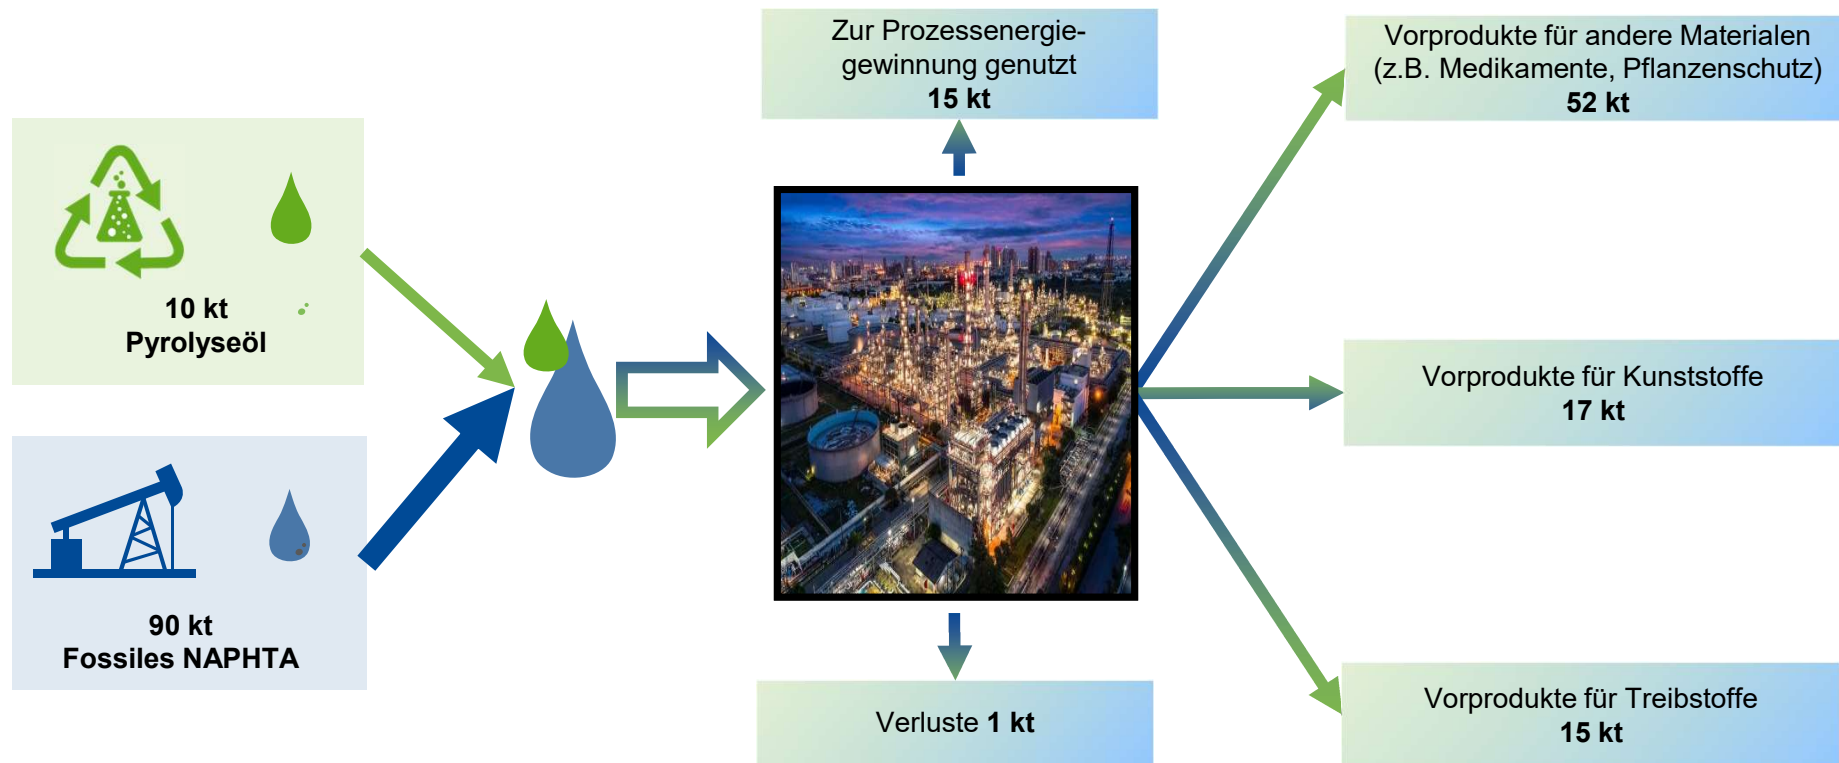 Zur Prozessenergie-
gewinnung genutzt
15 kt
Vorprodukte für andere Materialen
(z.B. Medikamente, Pflanzenschutz)
52 kt
10 kt
Pyrolyseöl
Vorprodukte für Kunststoffe
17 kt
90 kt
Fossiles NAPHTA
Verluste 1 kt
Vorprodukte für Treibstoffe
15 kt